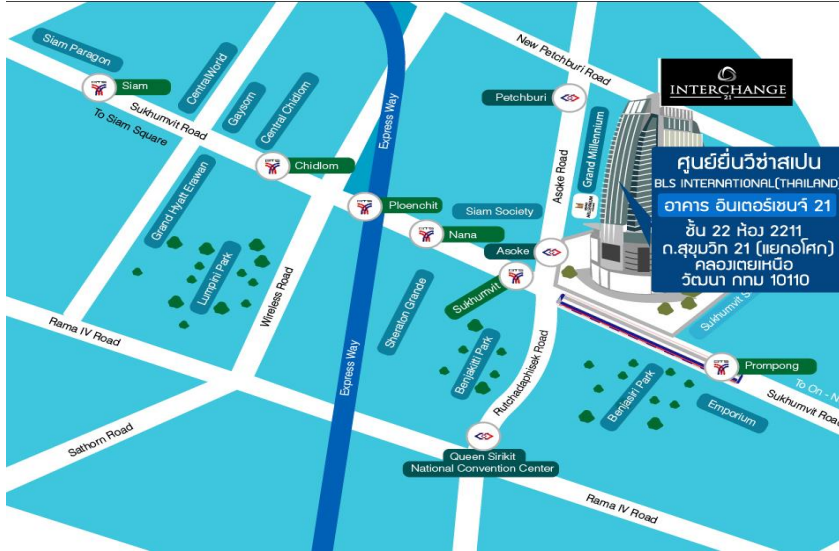 Siam Paragon
BTS
Siam
To Siam Square
Sukhumvit Road
CentralWorld
Gaysorn
Central Chidlom
BTS
Chidlom
Express Way
New Petchburi Road
Petchburi
INTERCHANGE
21
Grand Millennium
Asoke Road
ศูนย์ยื่นวีซ่าสเปน
BLS INTERNATIONAL(THAILAND)
อาคาร อินเตอร์เชนจ์ 21
ชั้น 22 ห้อง 2211
ถ.สุขุมวิท 21 (แยกอโศก)
คลองเตยเหนือ
วัฒนา กทม 10110
Grand Hyatt Erawan
Lumpini Park
Wireless Road
BTS
Ploenchit
BTS
Nana
Siam Society
Asoke
BTS
Sukhumvit
Sheraton Grande
Benjakitti Park
Rutchadaphisek Road
BTS
Prompong
Benjasiri Park
Emporium
Sukhumvit Road
Rama IV Road
Express Way
Sathorn Road
Queen Sirikit
National Convention Center
Rama IV Road